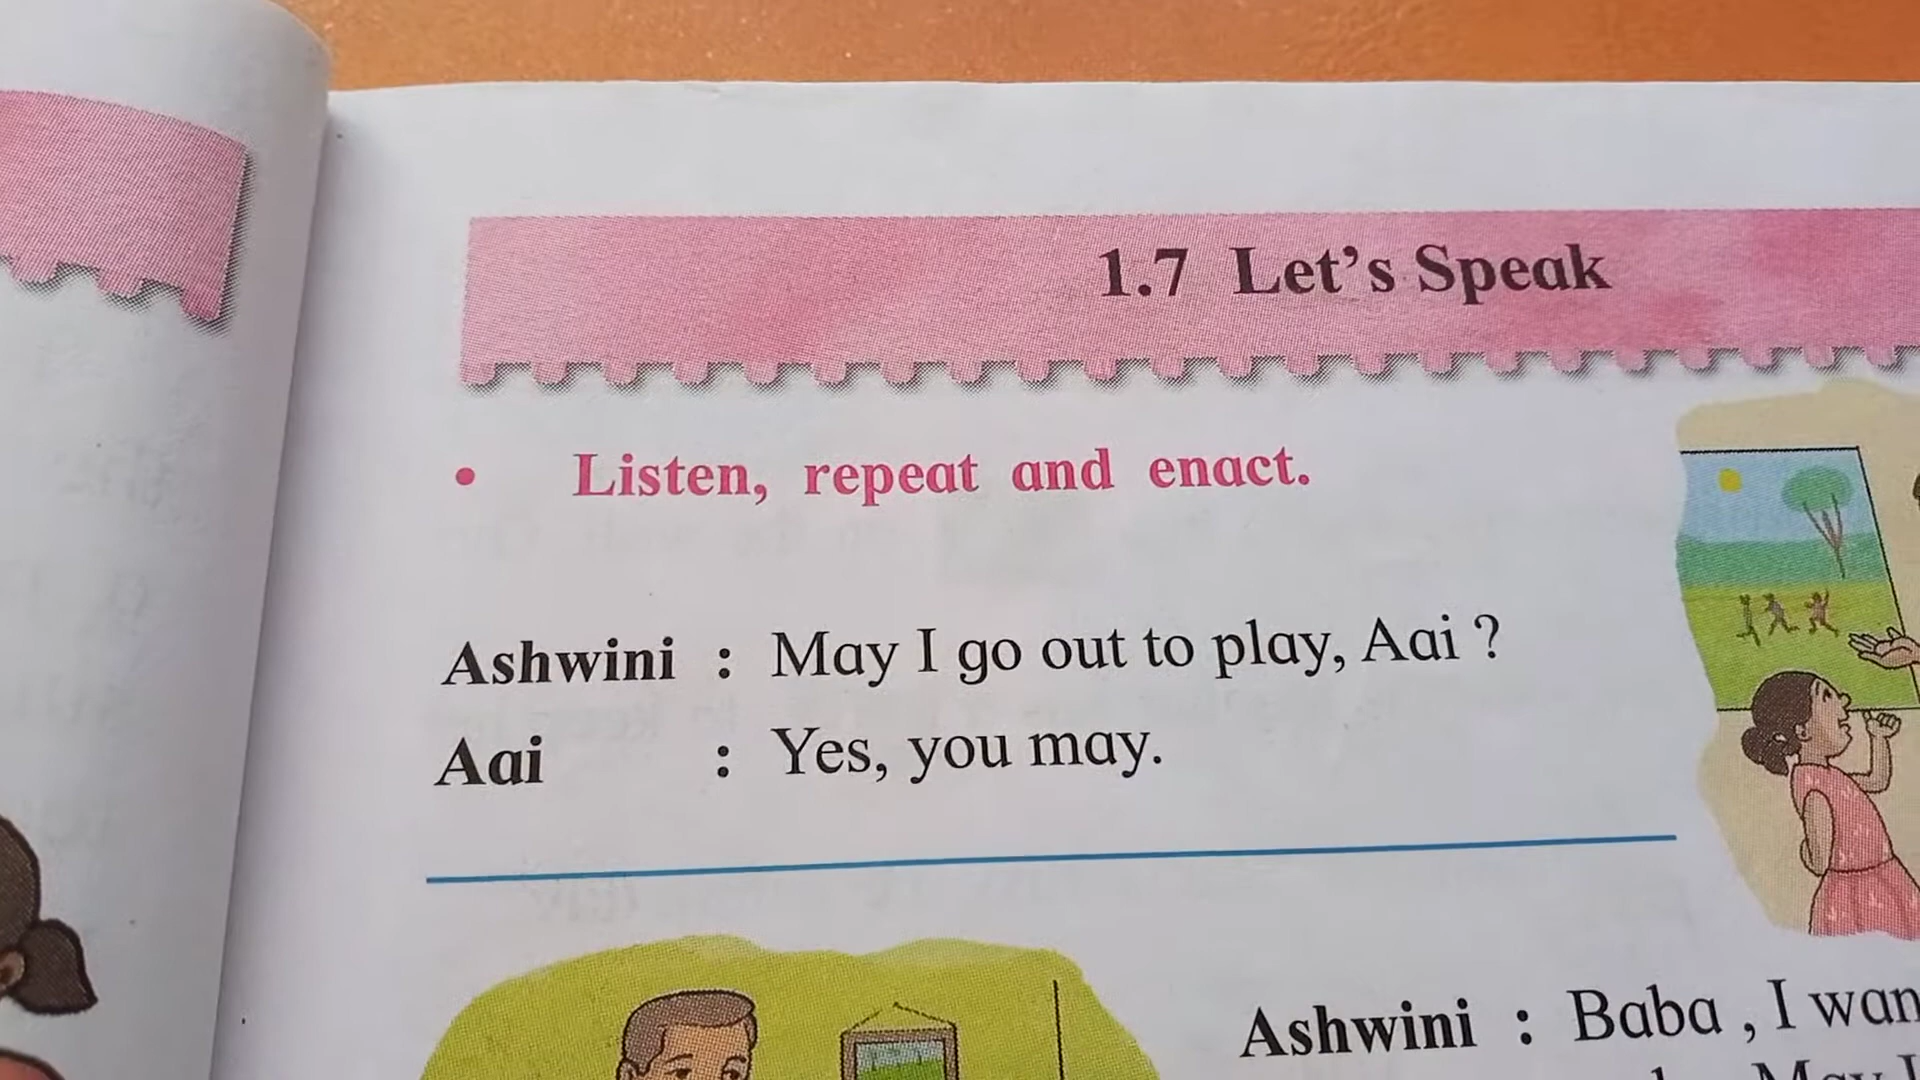 1.7 Let's Speak
• Listen, repeat and enact.
Ashwini : May I go out to play, Aai ?
Aai : Yes, you may.
Ashwini : Baba , I
May I